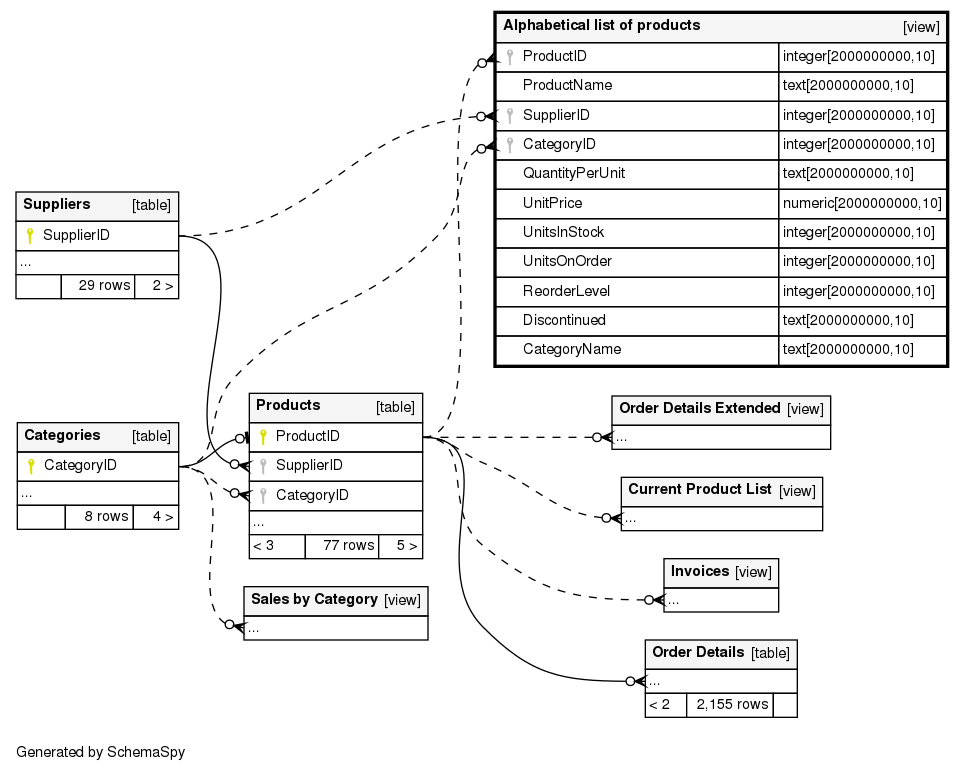 Alphabetical list of products [view]
ProductID integer[2000000000,10]
ProductName text[2000000000,10]
SupplierID integer[2000000000,10]
CategoryID integer[2000000000,10]
QuantityPerUnit text[2000000000,10]
UnitPrice numeric[2000000000,10]
UnitsInStock integer[2000000000,10]
UnitsOnOrder integer[2000000000,10]
ReorderLevel integer[2000000000,10]
Discontinued text[2000000000,10]
CategoryName text[2000000000,10]
Suppliers [table]
SupplierID
...
29 rows 2 >
Categories [table]
CategoryID
...
8 rows 4 >
Products [table]
ProductID
SupplierID
CategoryID
...
< 3 77 rows 5 >
Sales by Category [view]
...
Order Details Extended [view]
...
Current Product List [view]
...
Invoices [view]
...
Order Details [table]
...
< 2 2,155 rows
Generated by SchemaSpy